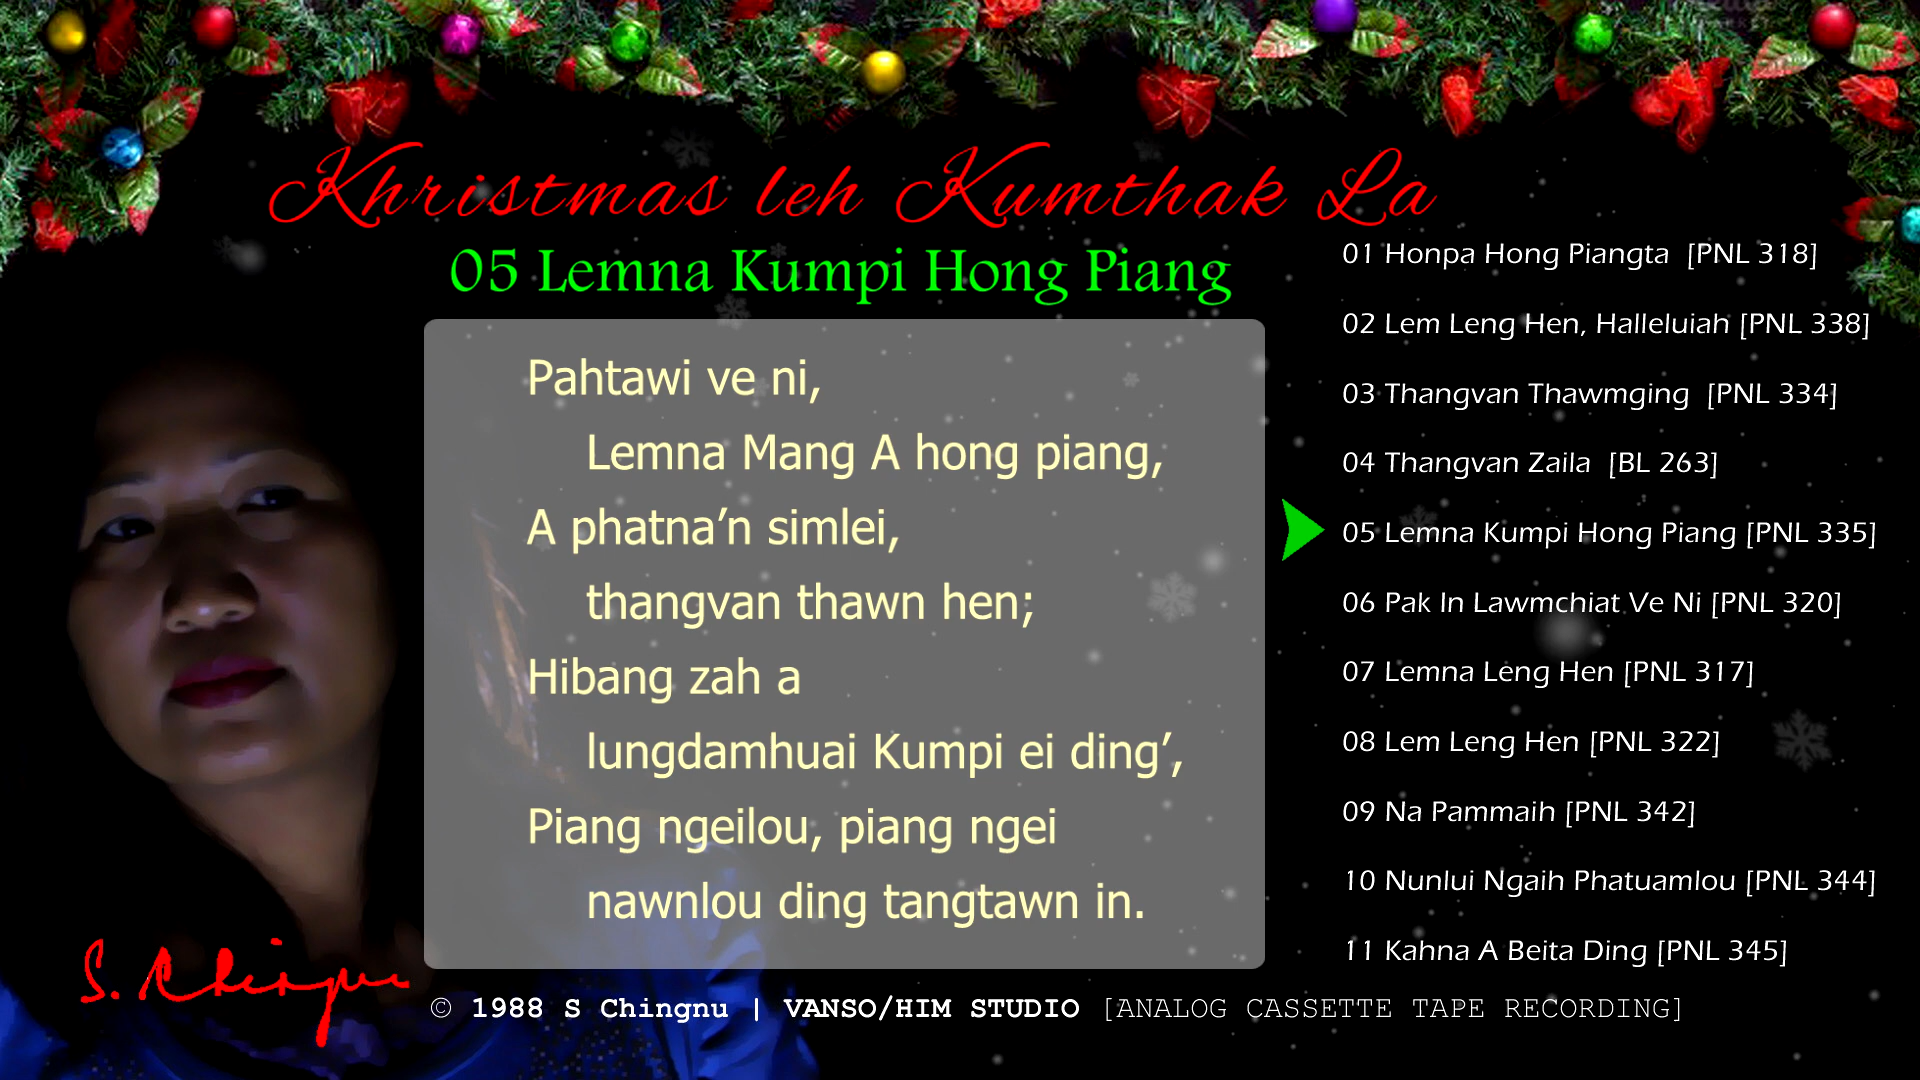 Khristmas leh Kumthak La
05 Lemna Kumpi Hong Piang
Pahtawi ve ni,
Lemna Mang A hong piang,
A phatna’n simlei,
thangvan thawn hen;
Hibang zah a
lungdamhuai Kumpi ei ding’,
Piang ngeilou, piang ngei
nawnlou ding tangtawn in.
01 Honpa Hong Piangta [PNL 318]
02 Lem Leng Hen, Halleluiah [PNL 338]
03 Thangvan Thawmging [PNL 334]
04 Thangvan Zaila [BL 263]
05 Lemna Kumpi Hong Piang [PNL 335]
06 Pak In Lawmchiat Ve Ni [PNL 320]
07 Lemna Leng Hen [PNL 317]
08 Lem Leng Hen [PNL 322]
09 Na Pammaih [PNL 342]
10 Nunlui Ngaih Phatuamlou [PNL 344]
11 Kahna A Beita Ding [PNL 345]
S. Chingnu
© 1988 S Chingnu | VANSO/HIM STUDIO [ANALOG CASSETTE TAPE RECORDING]